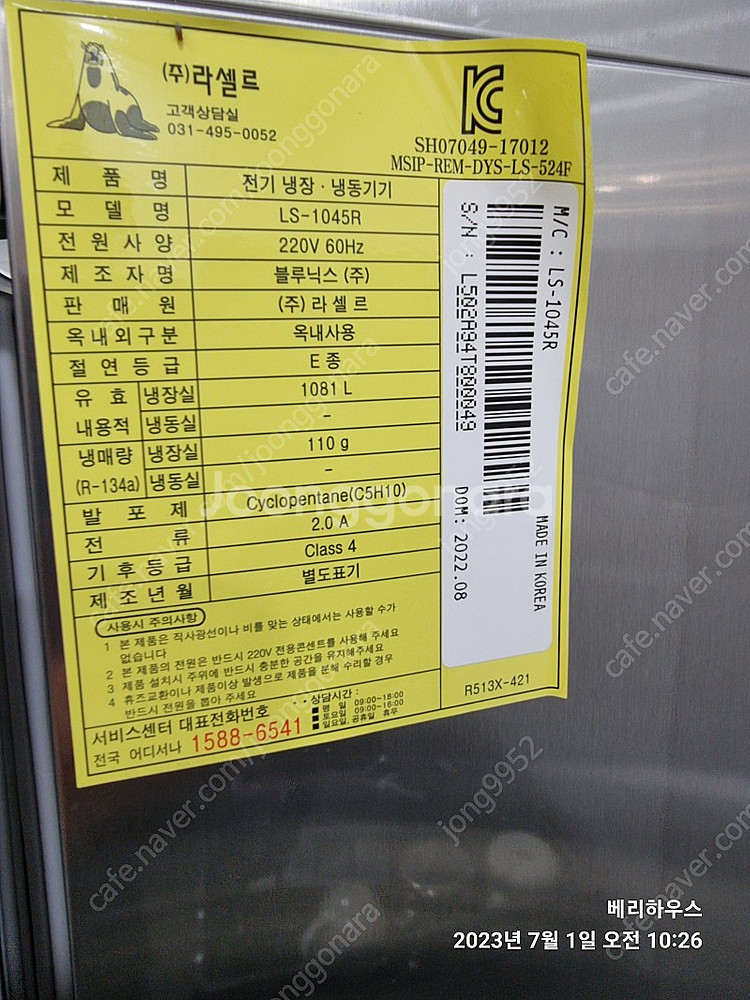 (주)라셀르
고객상담실
031-495-0052
KC
SH07049-17012
MSIP-REM-DYS-LS-524F
제 품 명 전기 냉장 · 냉동기기
모 델 명 LS-1045R
전 원 사 양 220V 60Hz
제 조 자 명 블루닉스 (주)
판 매 원 (주) 라 셀 르
옥 내 외 구 분 옥내사용
절 연 등 급 E 종
유 효 내용적 냉장실 1081 L
냉동실 -
냉매량 (R-134a) 냉장실 110 g
냉동실 -
발 포 제 Cyclopentane(C5H10)
전 류 2.0 A
기 후 등 급 Class 4
제 조 년 월 별도표기
사용시 주의사항
1 본 제품은 직사광선이나 비를 맞는 상태에서는 사용할 수가
없습니다
2 본 제품의 전원은 반드시 220V 전용콘센트를 사용해 주세요
3 제품 설치시 주위에 반드시 충분한 공간을 유지해주세요
4 휴즈교환이나 제품이상 발생으로 제품을 분해 수리할 경우
반드시 전원을 뽑아 주세요
서비스센터 대표전화번호
전국 어디서나 1588-6541
상담시간 :
■ 평 일 09:00~18:00
■ 토요일 09:00~16:00
■ 일요일, 공휴일 휴무
M/C : LS-1045R
S/N : L502A94T800049
MADE IN KOREA
DOM: 2022.08
R513X-421
Joonggonara
cafe.naver.com/joonggonara
jong9952
베리하우스
2023년 7월 1일 오전 10:26